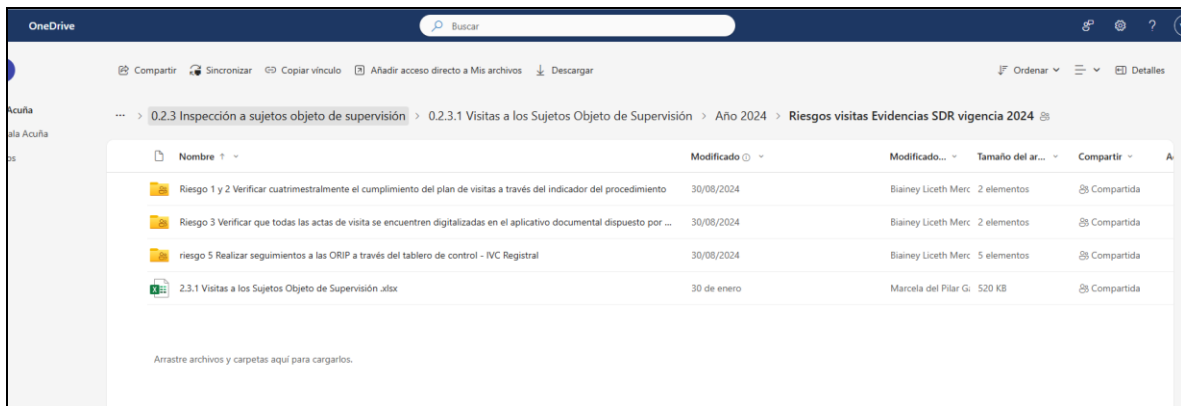 OneDrive
Buscar
?
Compartir Sincronizar Copiar vínculo Añadir acceso directo a Mis archivos Descargar Ordenar Detalles
Acuña
ala Acuña
os
... > 0.2.3 Inspección a sujetos objeto de supervisión > 0.2.3.1 Visitas a los Sujetos Objeto de Supervisión > Año 2024 > Riesgos visitas Evidencias SDR vigencia 2024
Nombre ↑ Modificado Modificado... Tamaño del ar... Compartir A
Riesgo 1 y 2 Verificar cuatrimestralmente el cumplimiento del plan de visitas a través del indicador del procedimiento 30/08/2024 Biainey Liceth Merc 2 elementos Compartida
Riesgo 3 Verificar que todas las actas de visita se encuentren digitalizadas en el aplicativo documental dispuesto por ... 30/08/2024 Biainey Liceth Merc 2 elementos Compartida
riesgo 5 Realizar seguimientos a las ORIP a través del tablero de control - IVC Registral 30/08/2024 Biainey Liceth Merc 5 elementos Compartida
2.3.1 Visitas a los Sujetos Objeto de Supervisión .xlsx 30 de enero Marcela del Pilar G 520 KB Compartida
Arrastre archivos y carpetas aquí para cargarlos.